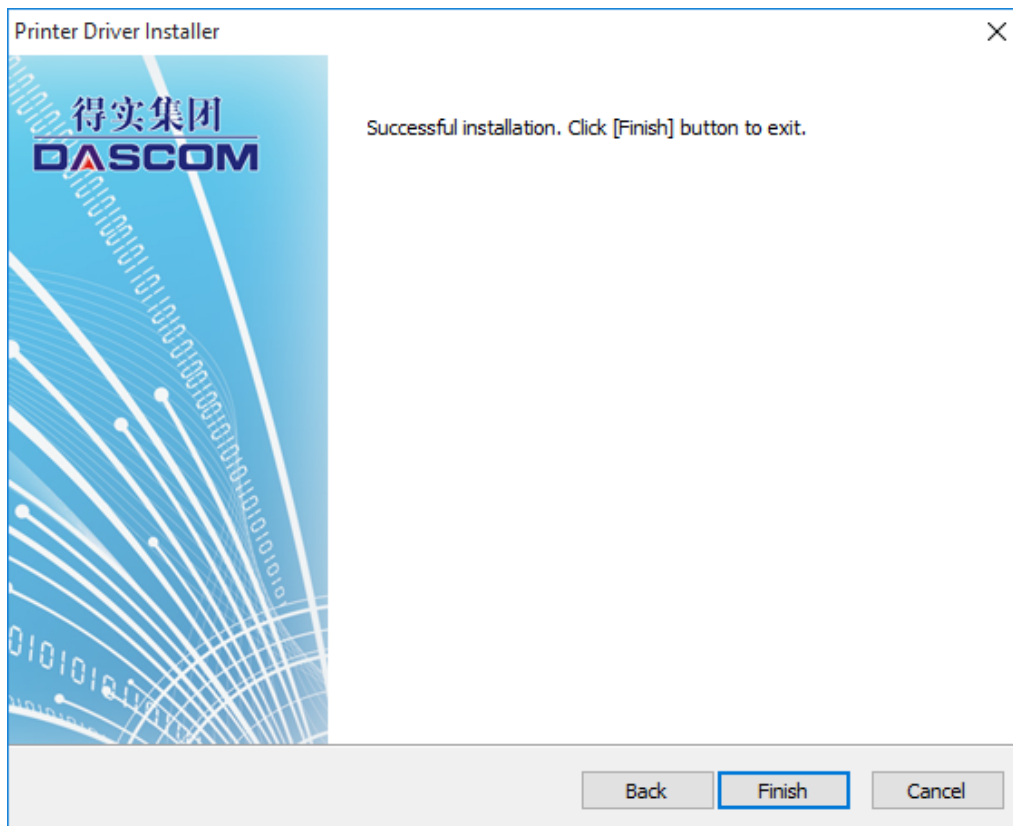 Printer Driver Installer
得实集团
DASCOM
Successful installation. Click [Finish] button to exit.
Back
Finish
Cancel